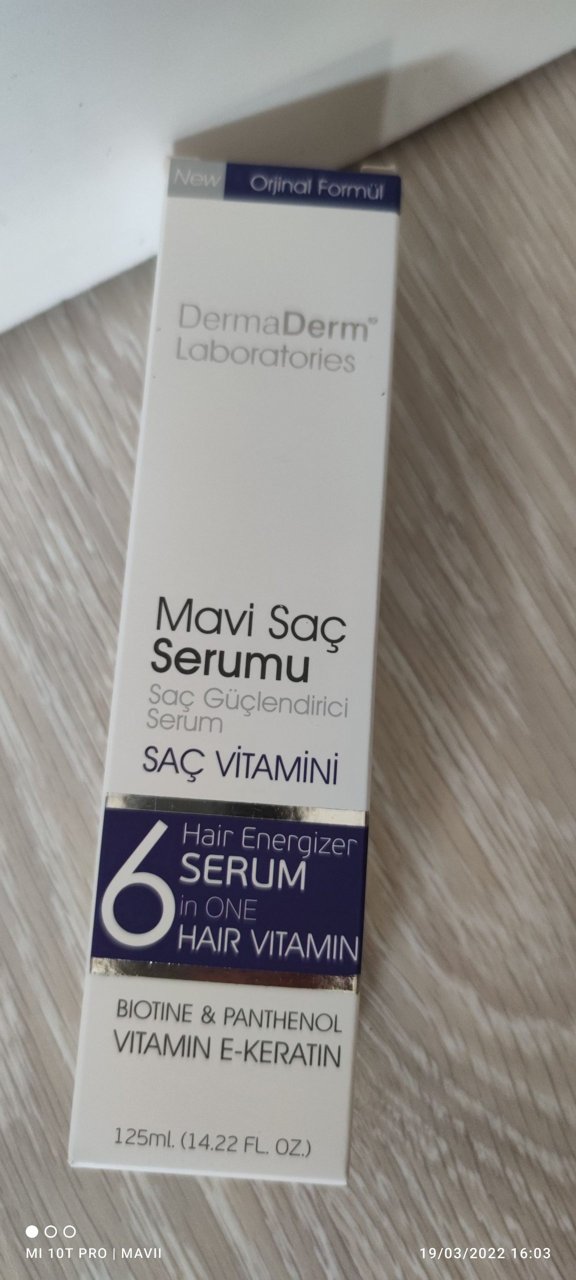 New Orjinal Formül
DermaDerm®
Laboratories
Mavi Saç
Serumu
Saç Güçlendirici
Serum
SAÇ VİTAMİNİ
6
Hair Energizer
SERUM
in ONE
HAIR VITAMIN
BIOTINE & PANTHENOL
VITAMIN E-KERATIN
125ml. (14.22 FL. OZ.)
MI 10T PRO | MAVII
19/03/2022 16:03